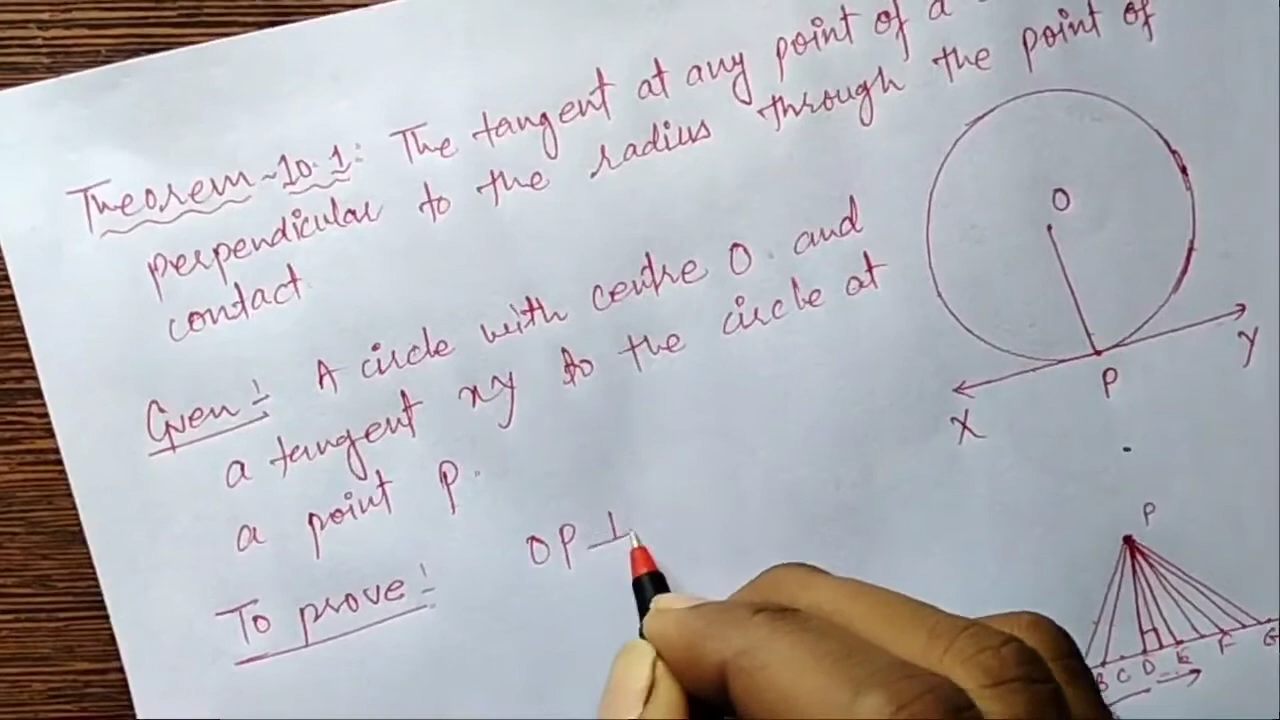 Theorem-10.1: The tangent at any point of a
perpendicular to the radius through the point of
contact.
Given:- A circle with centre O and
a tangent xy to the circle at
a point P.
To prove:- OP ⊥
O
P
X
Y
P
B C D E F G